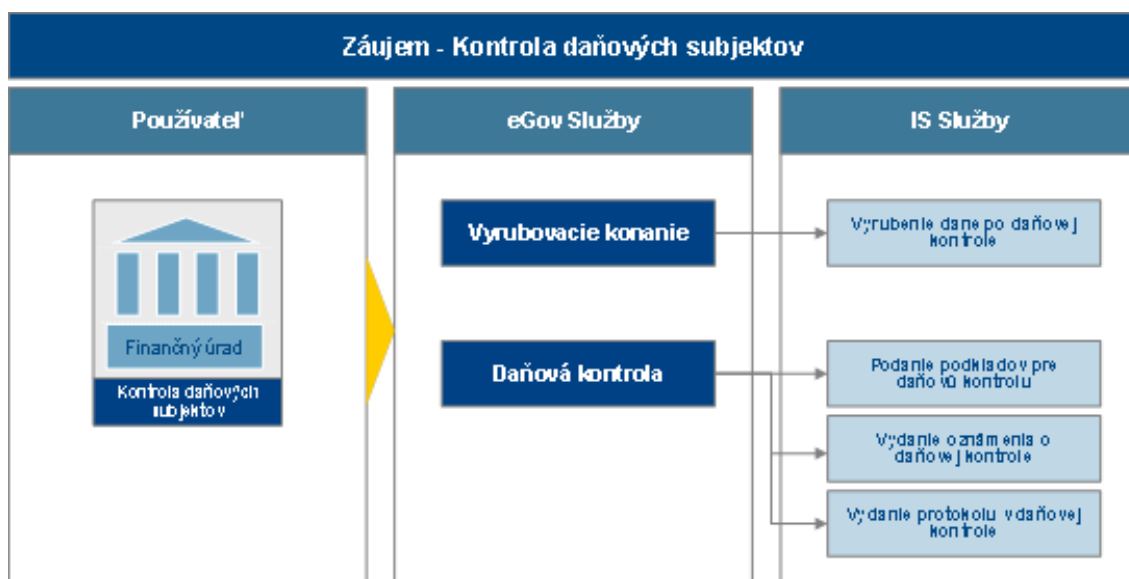 Záujem - Kontrola daňových subjektov
Používateľ
eGov Služby
IS Služby
Finančný úrad
Kontrola daňových
subjektov
Vyrubovacie konanie
Daňová kontrola
Vyrubenie dane po daňovej
kontrole
Podanie podkladov pre
daňovú kontrolu
Vydanie oznámenia o
daňovej kontrole
Vydanie protokolu v daňovej
kontrole